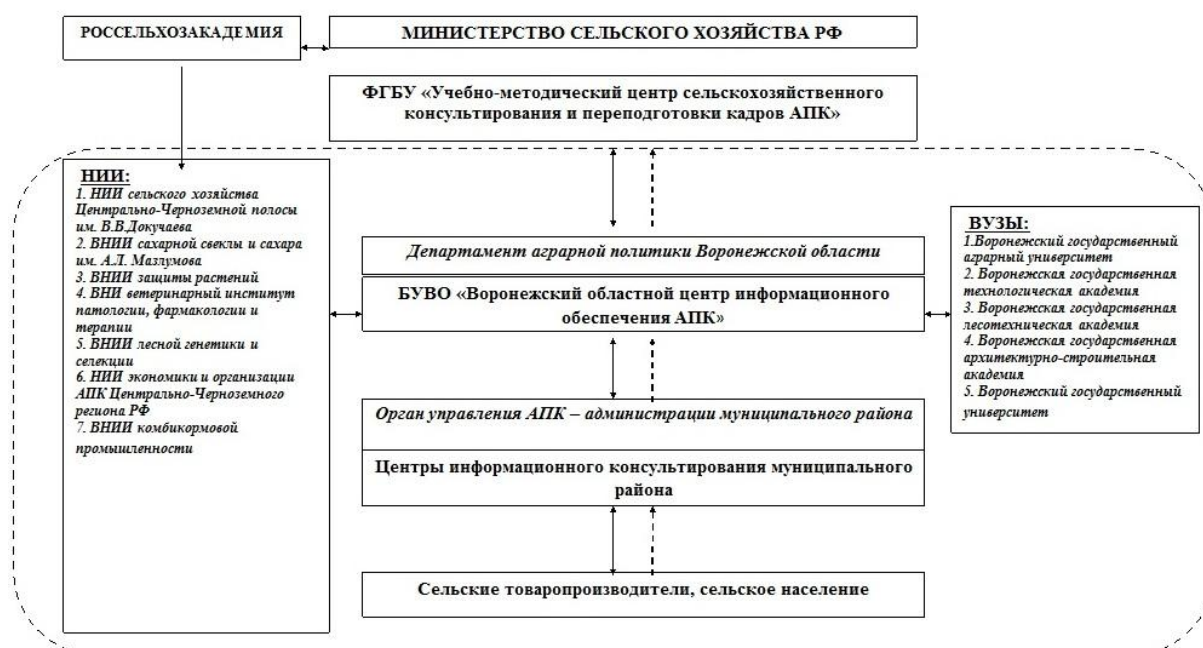 РОССЕЛЬХОЗАКАДЕМИЯ
МИНИСТЕРСТВО СЕЛЬСКОГО ХОЗЯЙСТВА РФ
ФГБУ «Учебно-методический центр сельскохозяйственного
консультирования и переподготовки кадров АПК»
НИИ:
1. НИИ сельского хозяйства
Центрально-Черноземной полосы
им. В.В.Докучаева
2. ВНИИ сахарной свеклы и сахара
им. А.Л. Мазлумова
3. ВНИИ защиты растений
4. ВНИ ветеринарный институт
патологии, фармакологии и
терапии
5. ВНИИ лесной генетики и
селекции
6. НИИ экономики и организации
АПК Центрально-Черноземного
региона РФ
7. ВНИИ комбикормовой
промышленности
Департамент аграрной политики Воронежской области
БУВО «Воронежский областной центр информационного
обеспечения АПК»
Орган управления АПК – администрации муниципального района
Центры информационного консультирования муниципального
района
Сельские товаропроизводители, сельское население
ВУЗЫ:
1.Воронежский государственный
аграрный университет
2. Воронежская государственная
технологическая академия
3. Воронежская государственная
лесотехническая академия
4. Воронежская государственная
архитектурно-строительная
академия
5. Воронежский государственный
университет